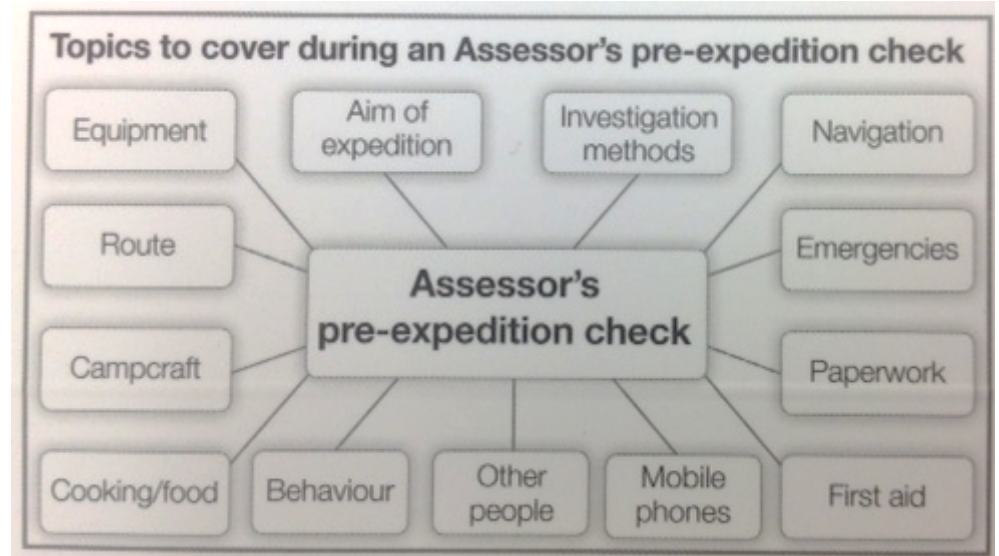 Topics to cover during an Assessor's pre-expedition check
Equipment
Aim of
expedition
Investigation
methods
Navigation
Route
Emergencies
Assessor's
pre-expedition check
Campcraft
Paperwork
Cooking/food
Behaviour
Other
people
Mobile
phones
First aid